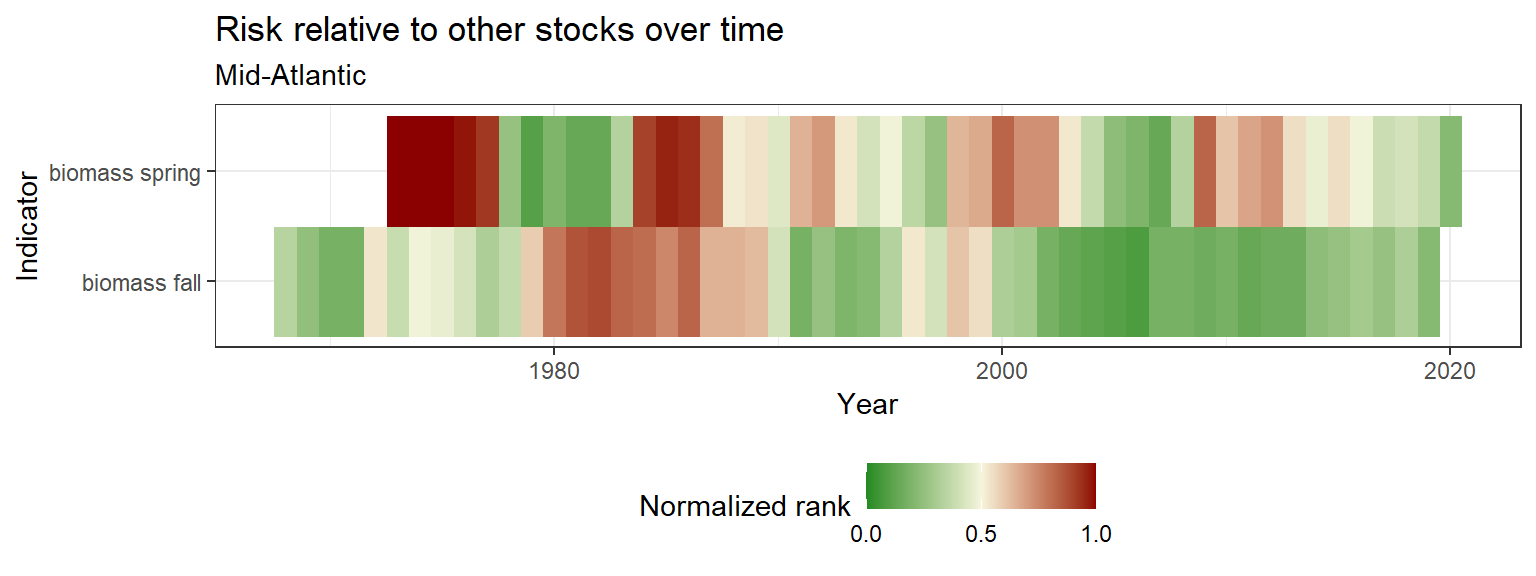 Risk relative to other stocks over time
Mid-Atlantic
Indicator
biomass spring
biomass fall
1980 2000 2020
Year
Normalized rank
0.0 0.5 1.0